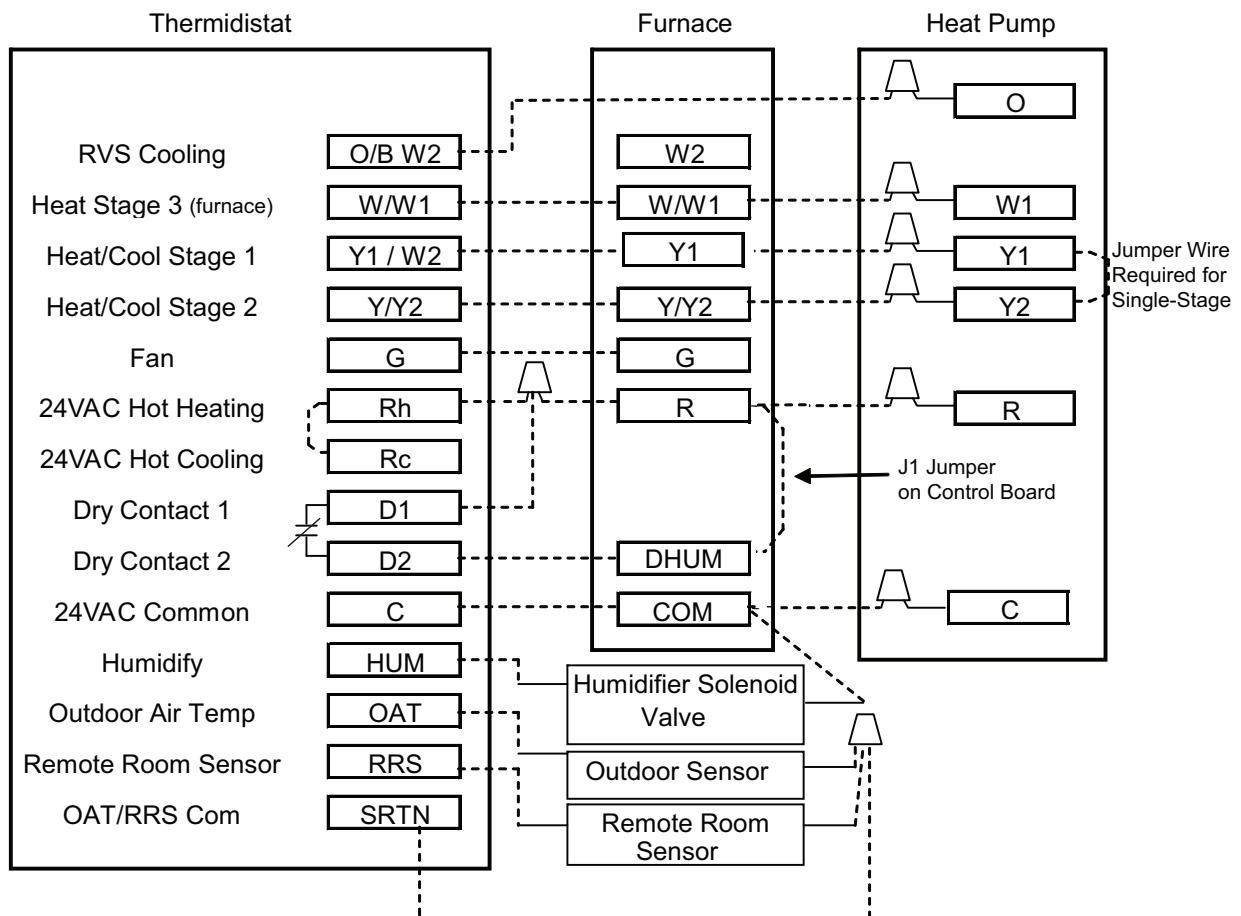 Thermidistat Furnace Heat Pump
O
RVS Cooling O/B W2 W2
Heat Stage 3 (furnace) W/W1 W/W1 W1
Heat/Cool Stage 1 Y1 / W2 Y1 Y1
Jumper Wire
Required for
Single-Stage
Heat/Cool Stage 2 Y/Y2 Y/Y2 Y2
Fan G G
24VAC Hot Heating Rh R R
24VAC Hot Cooling Rc
J1 Jumper
on Control Board
Dry Contact 1 D1
Dry Contact 2 D2 DHUM
24VAC Common C COM C
Humidify HUM
Humidifier Solenoid
Valve
Outdoor Air Temp OAT
Outdoor Sensor
Remote Room Sensor RRS
OAT/RRS Com SRTN
Remote Room
Sensor